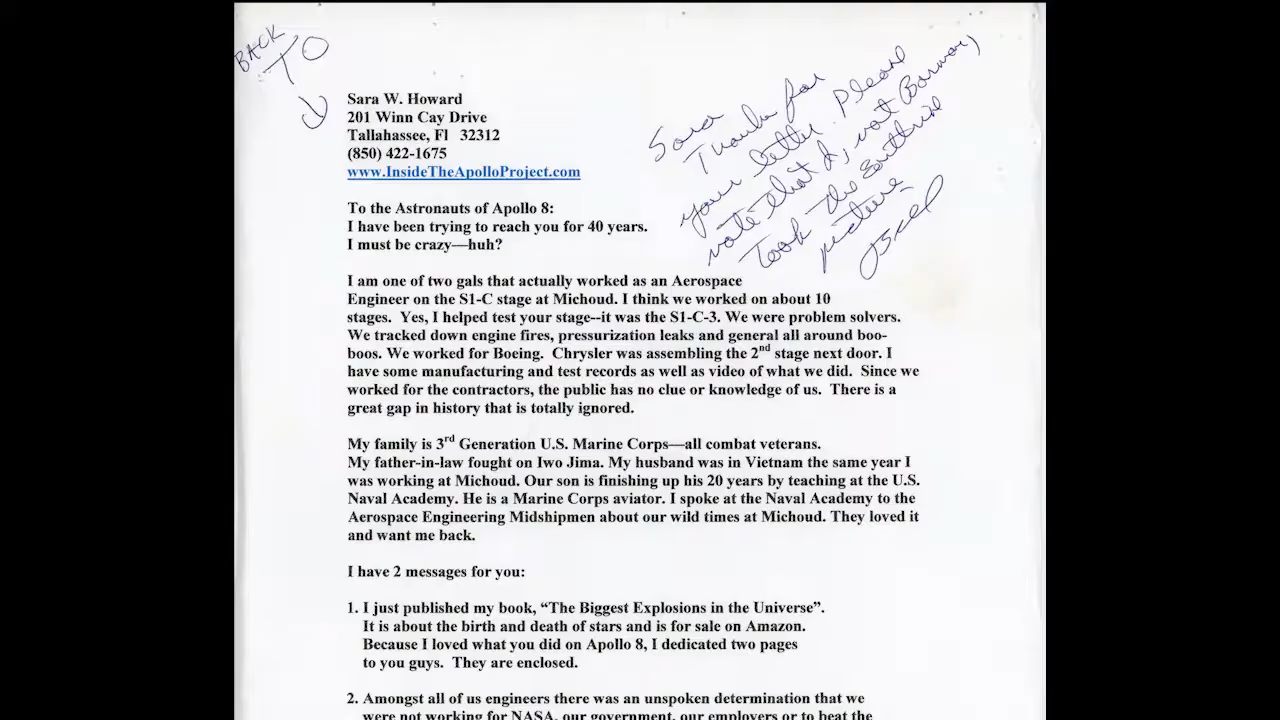 BACK
TO
Sara
Thanks for
your letter. Please
note that I, not Borman,
took the Earthrise
picture
Bill
Sara W. Howard
201 Winn Cay Drive
Tallahassee, Fl 32312
(850) 422-1675
www.InsideTheApolloProject.com
To the Astronauts of Apollo 8:
I have been trying to reach you for 40 years.
I must be crazy—huh?
I am one of two gals that actually worked as an Aerospace
Engineer on the S1-C stage at Michoud. I think we worked on about 10
stages. Yes, I helped test your stage--it was the S1-C-3. We were problem solvers.
We tracked down engine fires, pressurization leaks and general all around boo-
boos. We worked for Boeing. Chrysler was assembling the 2nd stage next door. I
have some manufacturing and test records as well as video of what we did. Since we
worked for the contractors, the public has no clue or knowledge of us. There is a
great gap in history that is totally ignored.
My family is 3rd Generation U.S. Marine Corps—all combat veterans.
My father-in-law fought on Iwo Jima. My husband was in Vietnam the same year I
was working at Michoud. Our son is finishing up his 20 years by teaching at the U.S.
Naval Academy. He is a Marine Corps aviator. I spoke at the Naval Academy to the
Aerospace Engineering Midshipmen about our wild times at Michoud. They loved it
and want me back.
I have 2 messages for you:
1. I just published my book, “The Biggest Explosions in the Universe”.
It is about the birth and death of stars and is for sale on Amazon.
Because I loved what you did on Apollo 8, I dedicated two pages
to you guys. They are enclosed.
2. Amongst all of us engineers there was an unspoken determination that we
were not working for NASA, our government, our employers or to beat the